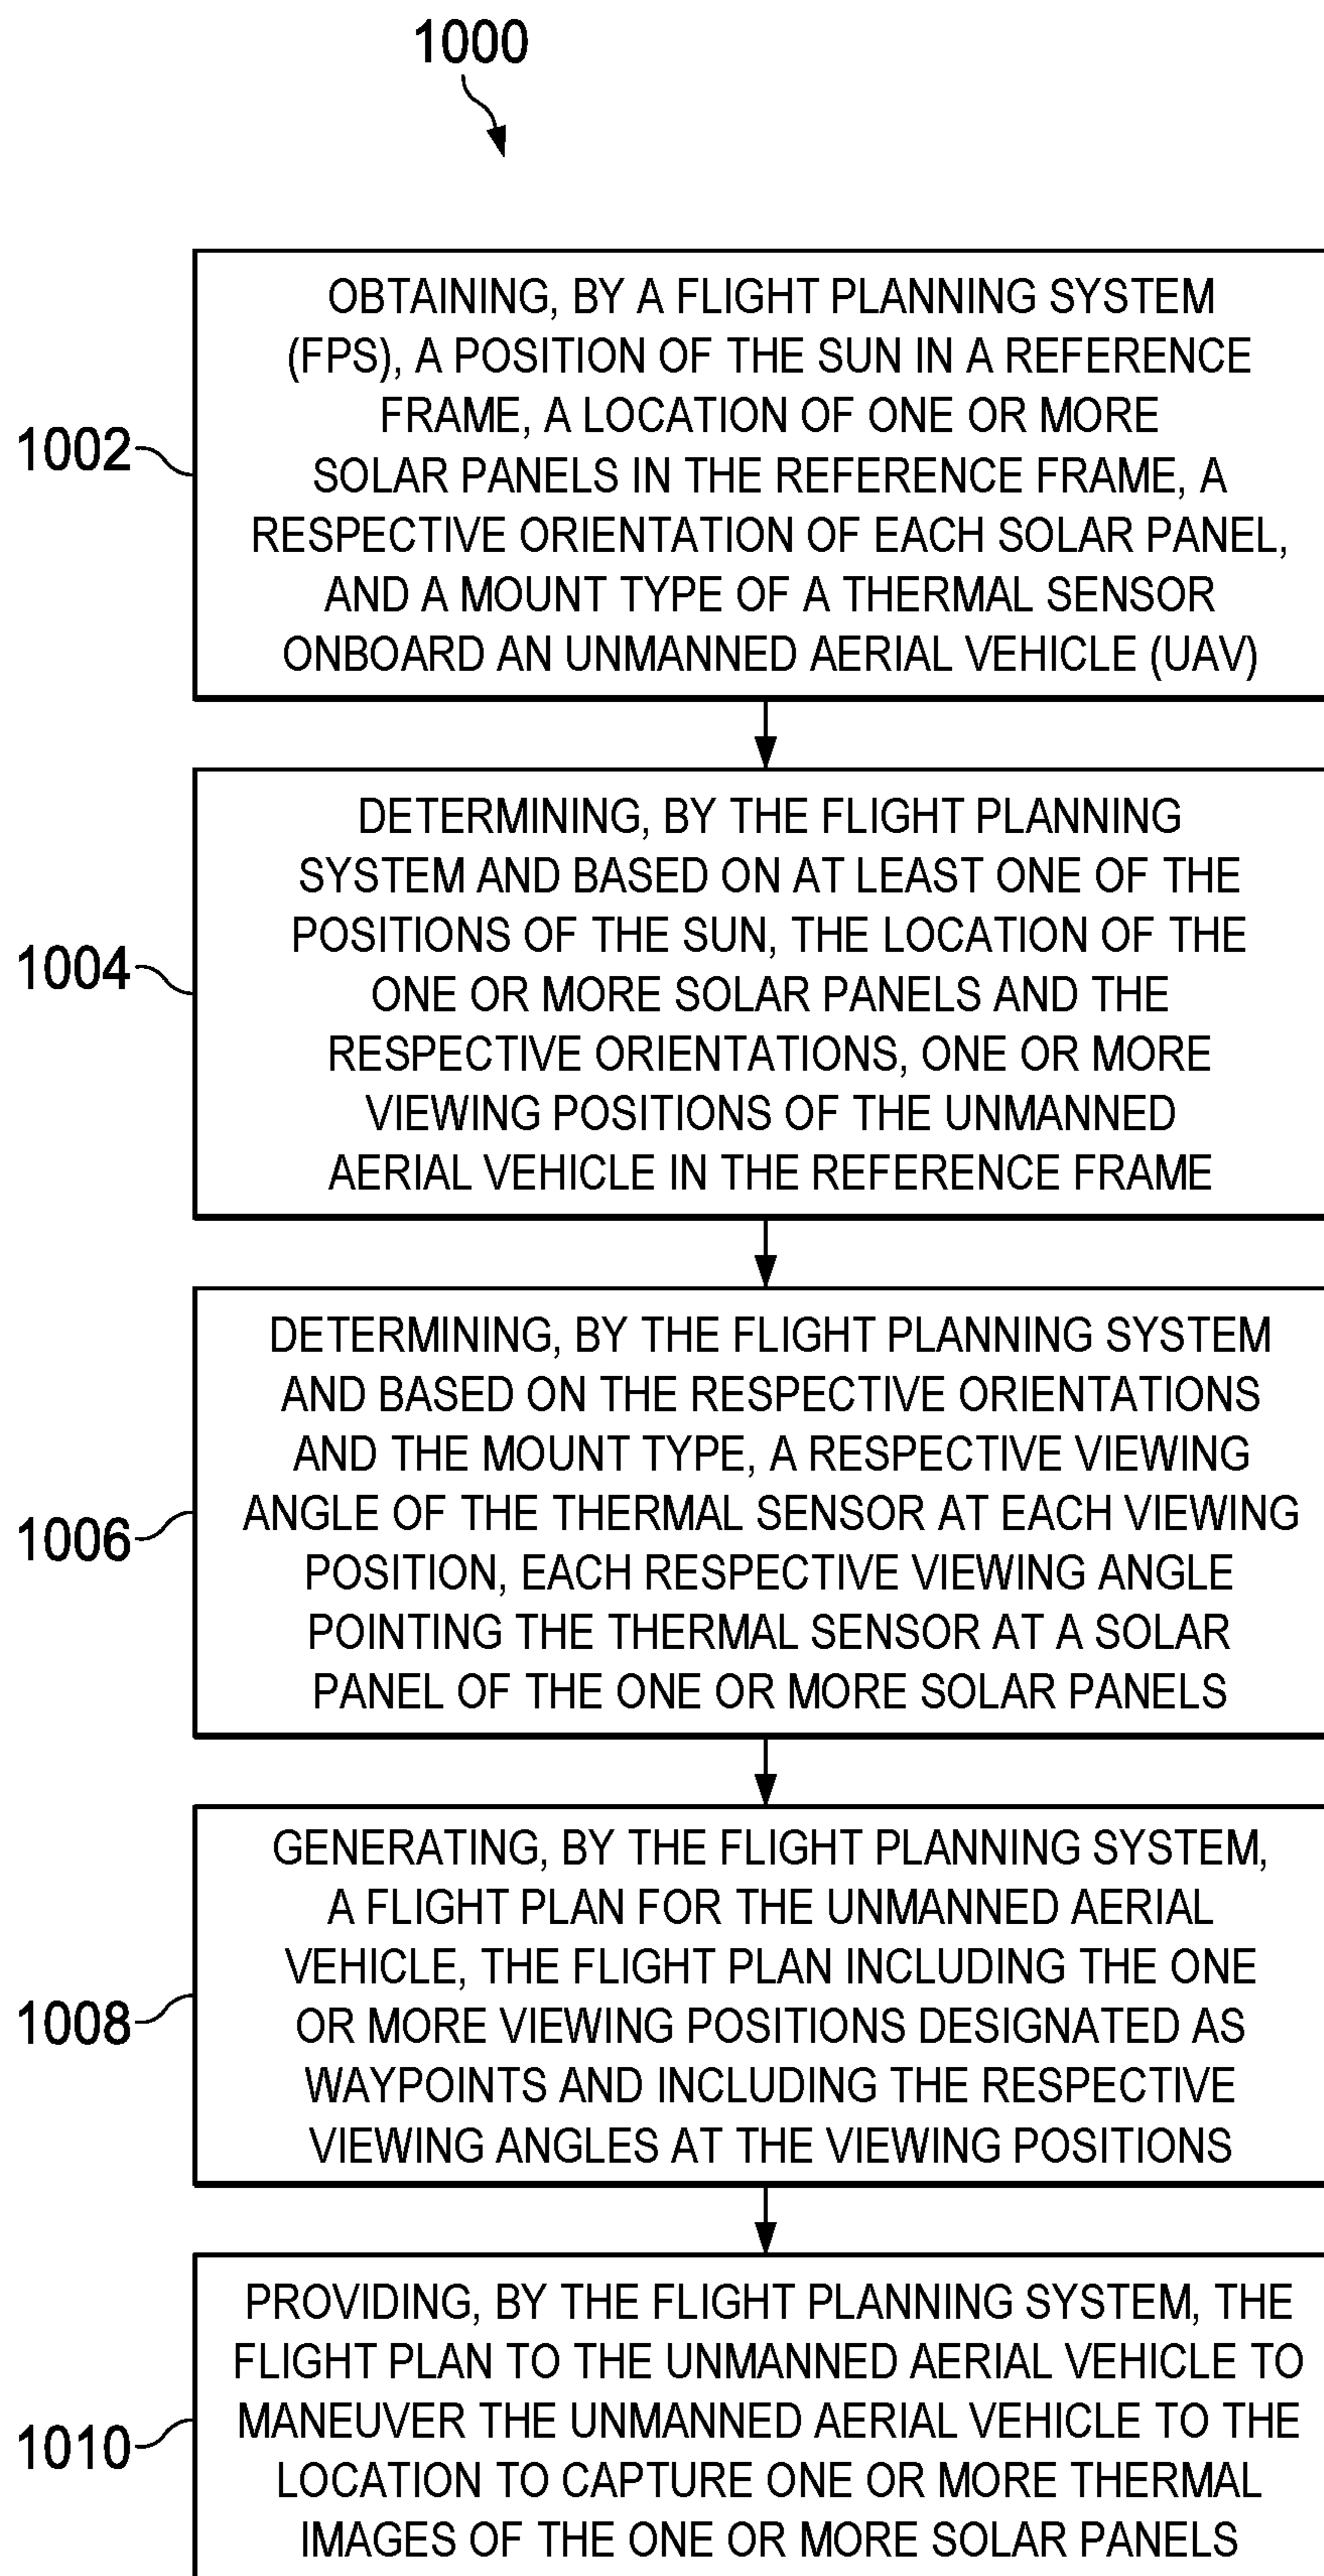 1000
1002
OBTAINING, BY A FLIGHT PLANNING SYSTEM
(FPS), A POSITION OF THE SUN IN A REFERENCE
FRAME, A LOCATION OF ONE OR MORE
SOLAR PANELS IN THE REFERENCE FRAME, A
RESPECTIVE ORIENTATION OF EACH SOLAR PANEL,
AND A MOUNT TYPE OF A THERMAL SENSOR
ONBOARD AN UNMANNED AERIAL VEHICLE (UAV)
1004
DETERMINING, BY THE FLIGHT PLANNING
SYSTEM AND BASED ON AT LEAST ONE OF THE
POSITIONS OF THE SUN, THE LOCATION OF THE
ONE OR MORE SOLAR PANELS AND THE
RESPECTIVE ORIENTATIONS, ONE OR MORE
VIEWING POSITIONS OF THE UNMANNED
AERIAL VEHICLE IN THE REFERENCE FRAME
1006
DETERMINING, BY THE FLIGHT PLANNING SYSTEM
AND BASED ON THE RESPECTIVE ORIENTATIONS
AND THE MOUNT TYPE, A RESPECTIVE VIEWING
ANGLE OF THE THERMAL SENSOR AT EACH VIEWING
POSITION, EACH RESPECTIVE VIEWING ANGLE
POINTING THE THERMAL SENSOR AT A SOLAR
PANEL OF THE ONE OR MORE SOLAR PANELS
1008
GENERATING, BY THE FLIGHT PLANNING SYSTEM,
A FLIGHT PLAN FOR THE UNMANNED AERIAL
VEHICLE, THE FLIGHT PLAN INCLUDING THE ONE
OR MORE VIEWING POSITIONS DESIGNATED AS
WAYPOINTS AND INCLUDING THE RESPECTIVE
VIEWING ANGLES AT THE VIEWING POSITIONS
1010
PROVIDING, BY THE FLIGHT PLANNING SYSTEM, THE
FLIGHT PLAN TO THE UNMANNED AERIAL VEHICLE TO
MANEUVER THE UNMANNED AERIAL VEHICLE TO THE
LOCATION TO CAPTURE ONE OR MORE THERMAL
IMAGES OF THE ONE OR MORE SOLAR PANELS